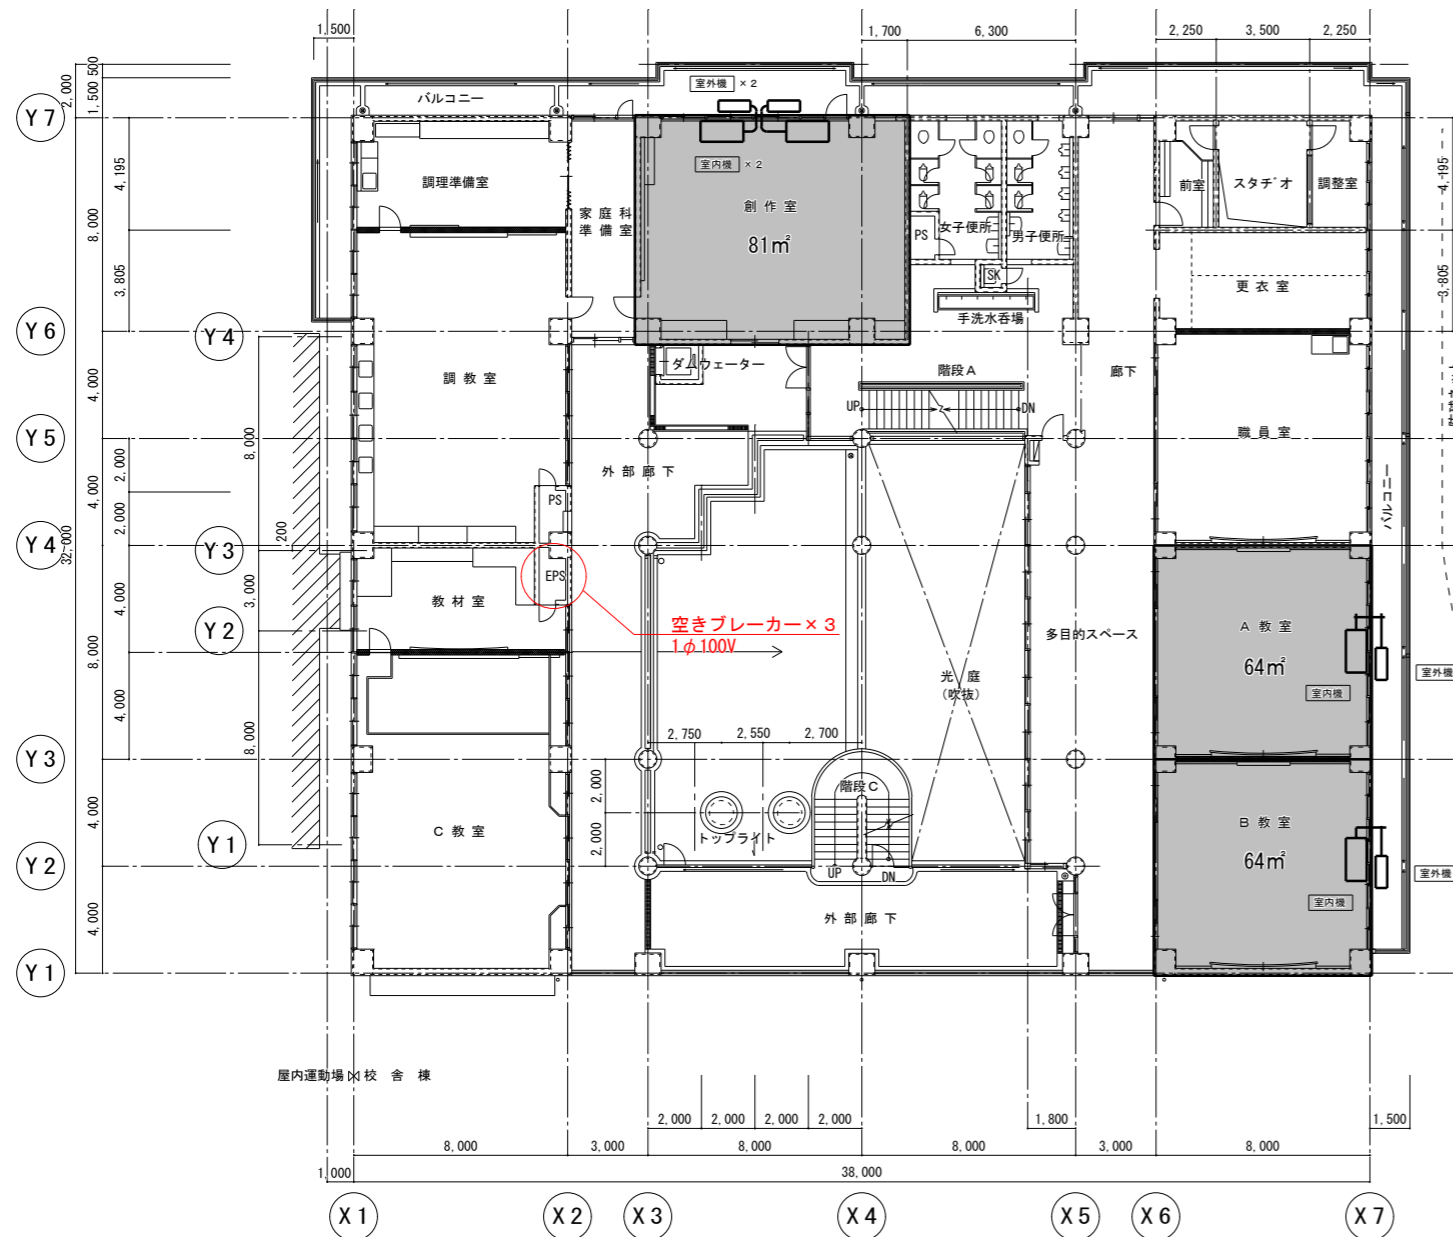 1,500
1,700
6,300
2,250
3,500
2,250
2,000
500
1,500
バルコニー
室外機 ×2
Y7
4,195
8,000
調理準備室
家庭科
準備室
室内機 ×2
創作室
81㎡
PS
女子便所
男子便所
SK
前室
スタヂオ
調整室
4,195
3,805
更衣室
3,805
手洗水呑場
Y6
Y4
ダムウェーター
調教室
階段A
廊下
UP
DN
4,000
8,000
職員室
Y5
外部廊下
2,000
4,000
2,000
PS
バルコニー
200
Y4
Y3
32,000
EPS
3,000
4,000
教材室
空きブレーカー×3
1φ100V
多目的スペース
A教室
64㎡
Y2
8,000
光庭
(吹抜)
室外機
室内機
4,000
2,750
2,550
2,700
8,000
Y3
2,000
階段C
4,000
C教室
トップライト
B教室
64㎡
Y1
2,000
Y2
UP
DN
室外機
室内機
4,000
外部廊下
Y1
屋内運動場
校舎棟
2,000
2,000
2,000
2,000
1,800
1,500
8,000
3,000
8,000
8,000
3,000
8,000
1,000
38,000
X1
X2
X3
X4
X5
X6
X7